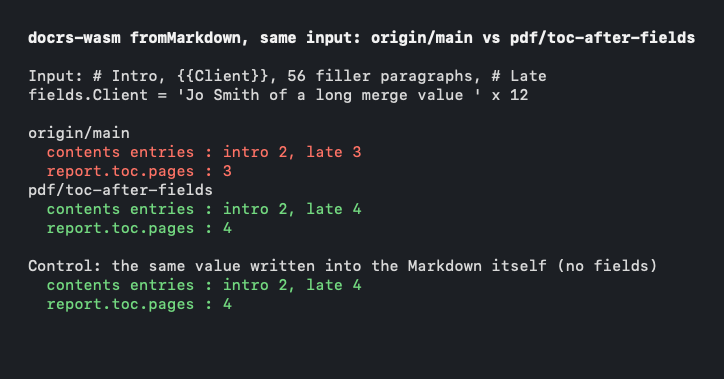 docrs-wasm fromMarkdown, same input: origin/main vs pdf/toc-after-fields
Input: # Intro, {{Client}}, 56 filler paragraphs, # Late
fields.Client = 'Jo Smith of a long merge value ' x 12
origin/main
contents entries : intro 2, late 3
report.toc.pages : 3
pdf/toc-after-fields
contents entries : intro 2, late 4
report.toc.pages : 4
Control: the same value written into the Markdown itself (no fields)
contents entries : intro 2, late 4
report.toc.pages : 4